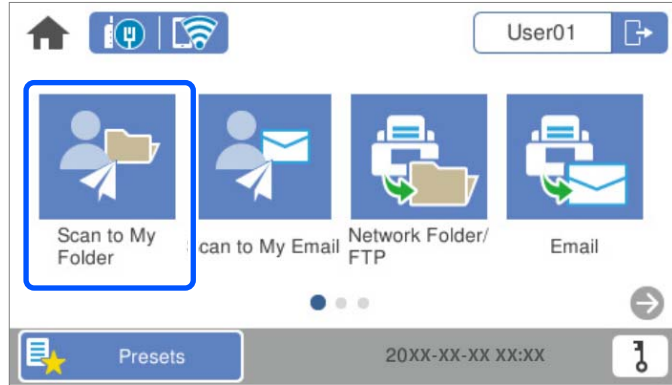 User01
Scan to My
Folder
can to My Email
Network Folder/
FTP
Email
Presets
20XX-XX-XX XX:XX